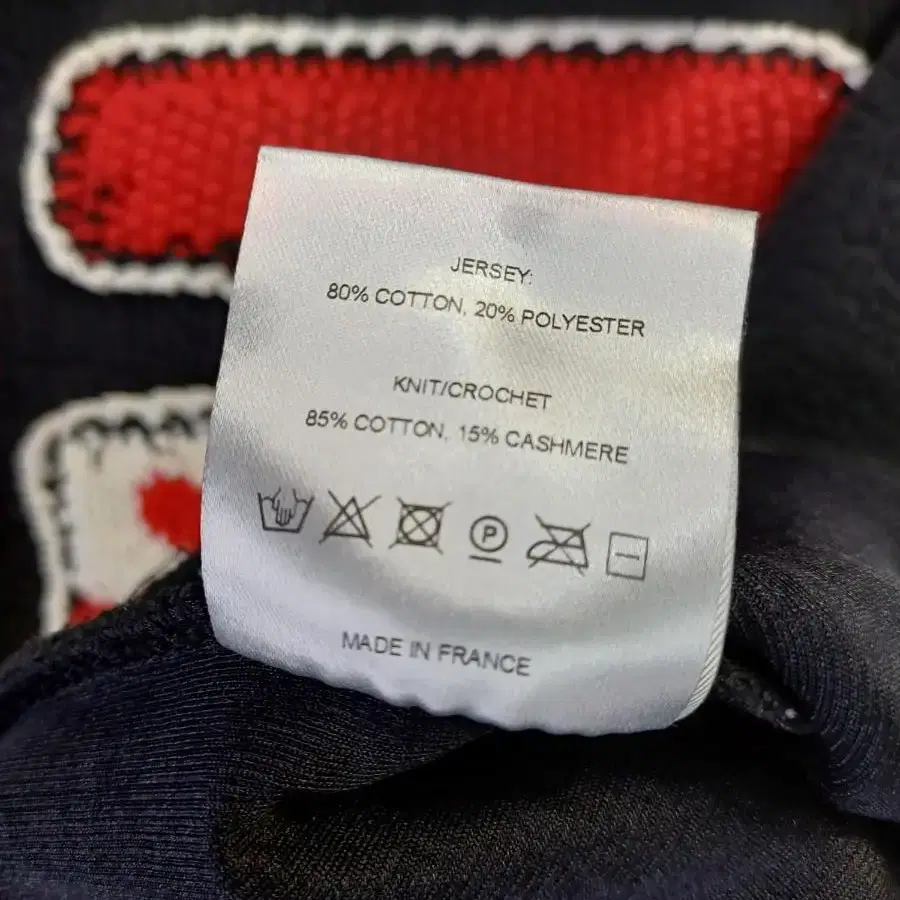 JERSEY:
80% COTTON, 20% POLYESTER
KNIT/CROCHET
85% COTTON, 15% CASHMERE
P
MADE IN FRANCE